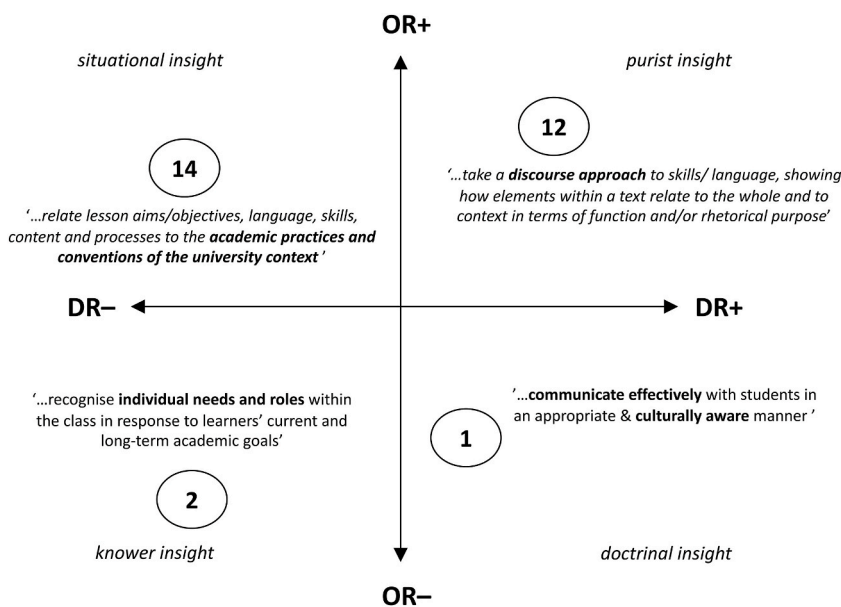 OR+
situational insight
purist insight
14
12
‘…relate lesson aims/objectives, language, skills,
content and processes to the academic practices and
conventions of the university context ’
‘…take a discourse approach to skills/ language, showing
how elements within a text relate to the whole and to
context in terms of function and/or rhetorical purpose’
DR–
DR+
‘…recognise individual needs and roles within
the class in response to learners’ current and
long-term academic goals’
2
‘…communicate effectively with students in
an appropriate & culturally aware manner ’
1
knower insight
doctrinal insight
OR–